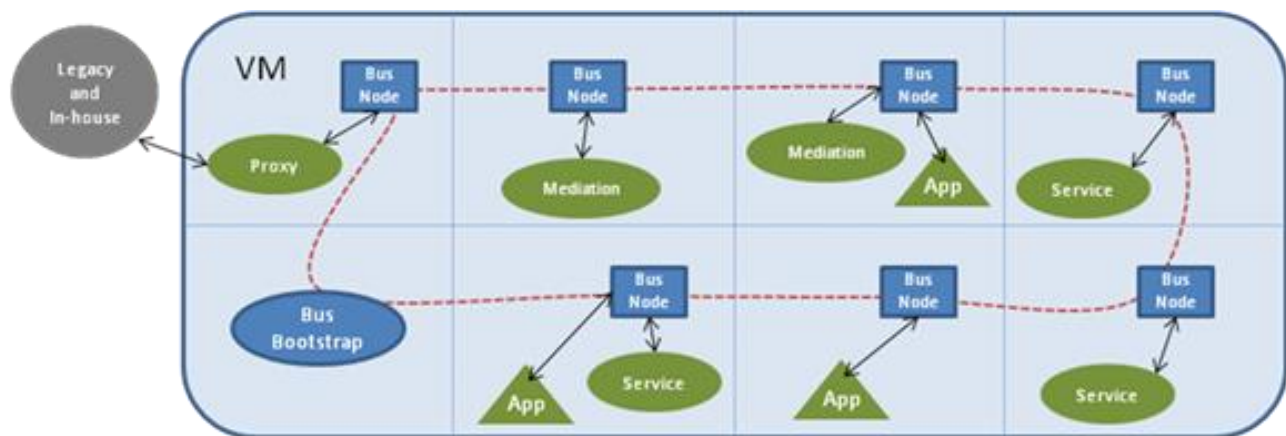 Legacy
and
In-house
VM
Bus
Node
Bus
Node
Bus
Node
Bus
Node
Proxy
Mediation
Mediation
App
Service
Bus
Bootstrap
Bus
Node
Bus
Node
Bus
Node
App
Service
App
Service